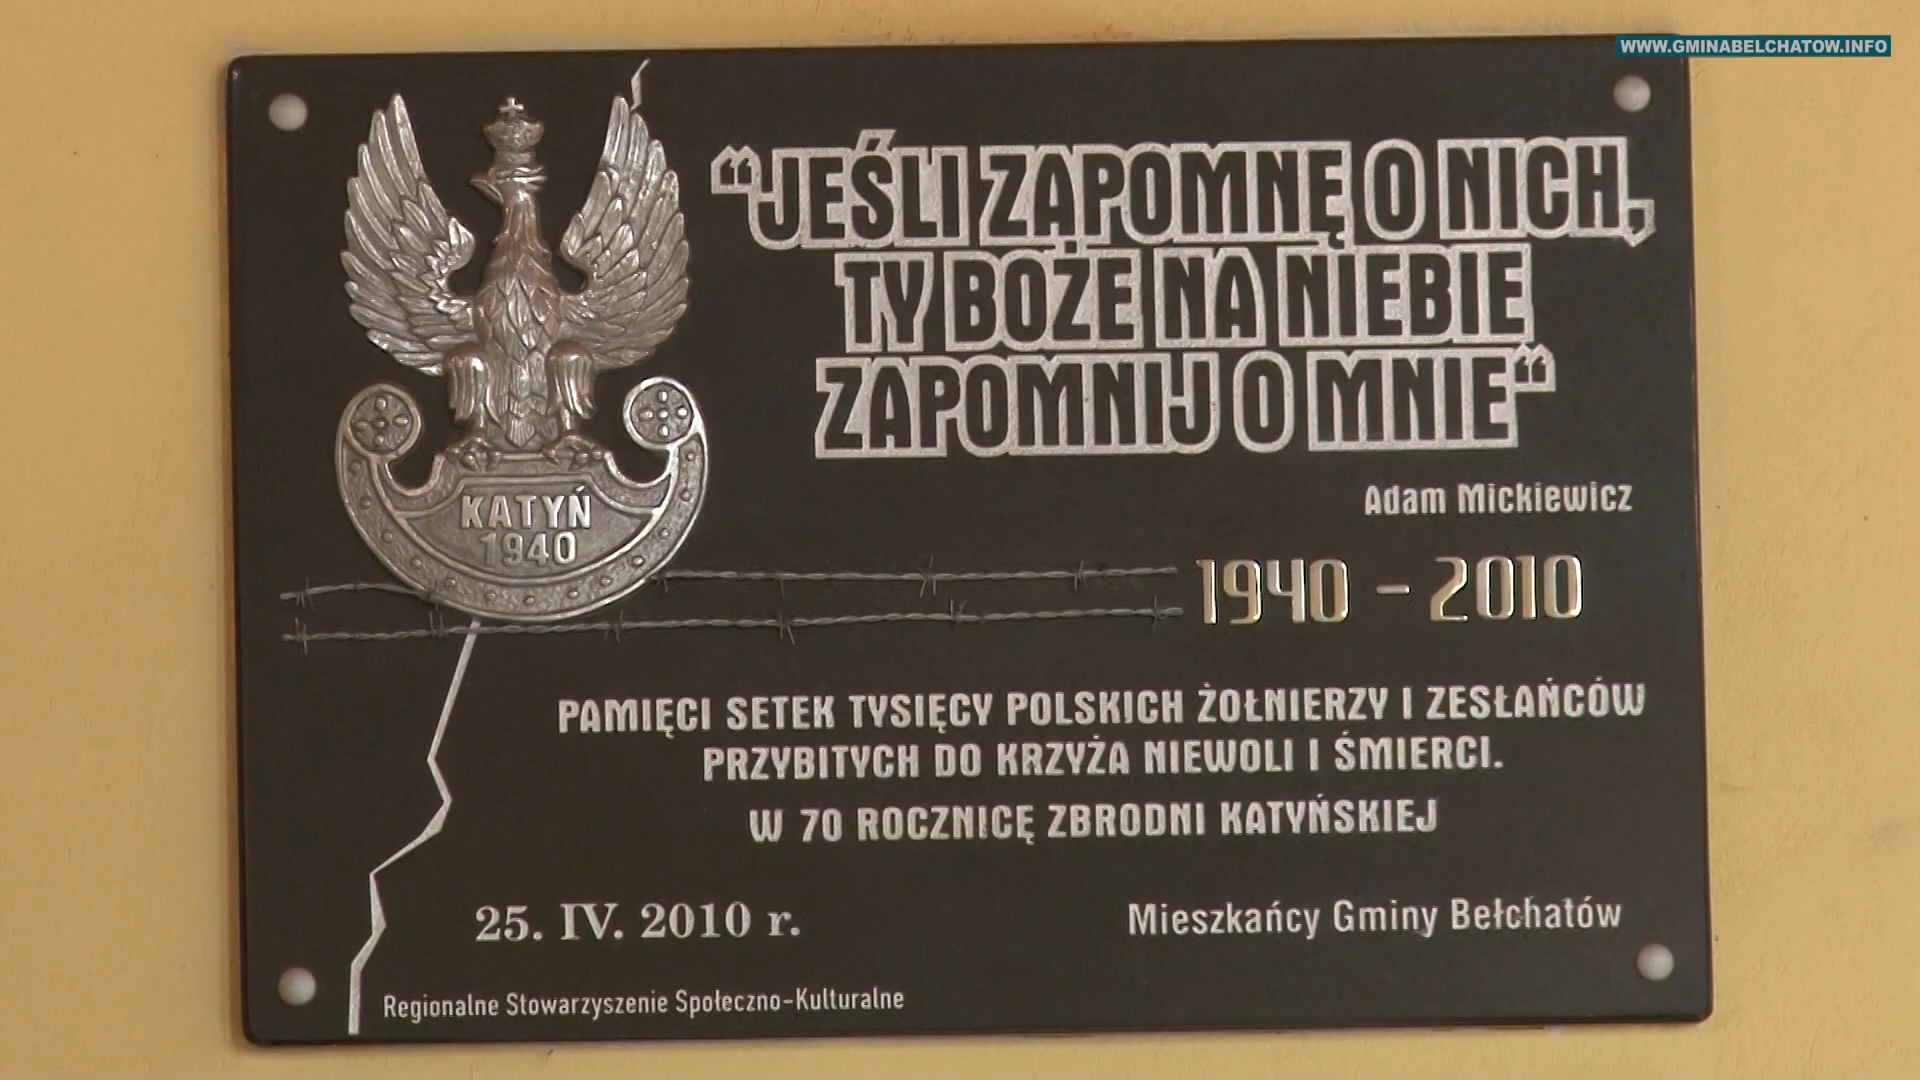 WWW.GMINABELCHATOW.INFO
“JEŚLI ZAPOMNĘ O NICH,
TY BOŻE NA NIEBIE
ZAPOMNIJ O MNIE“
Adam Mickiewicz
KATYŃ
1940
1940 - 2010
PAMIĘCI SETEK TYSIĘCY POLSKICH ŻOŁNIERZY I ZESŁAŃCÓW
PRZYBITYCH DO KRZYŻA NIEWOLI I ŚMIERCI.
W 70 ROCZNICĘ ZBRODNI KATYŃSKIEJ
25. IV. 2010 r.
Mieszkańcy Gminy Bełchatów
Regionalne Stowarzyszenie Społeczno-Kulturalne